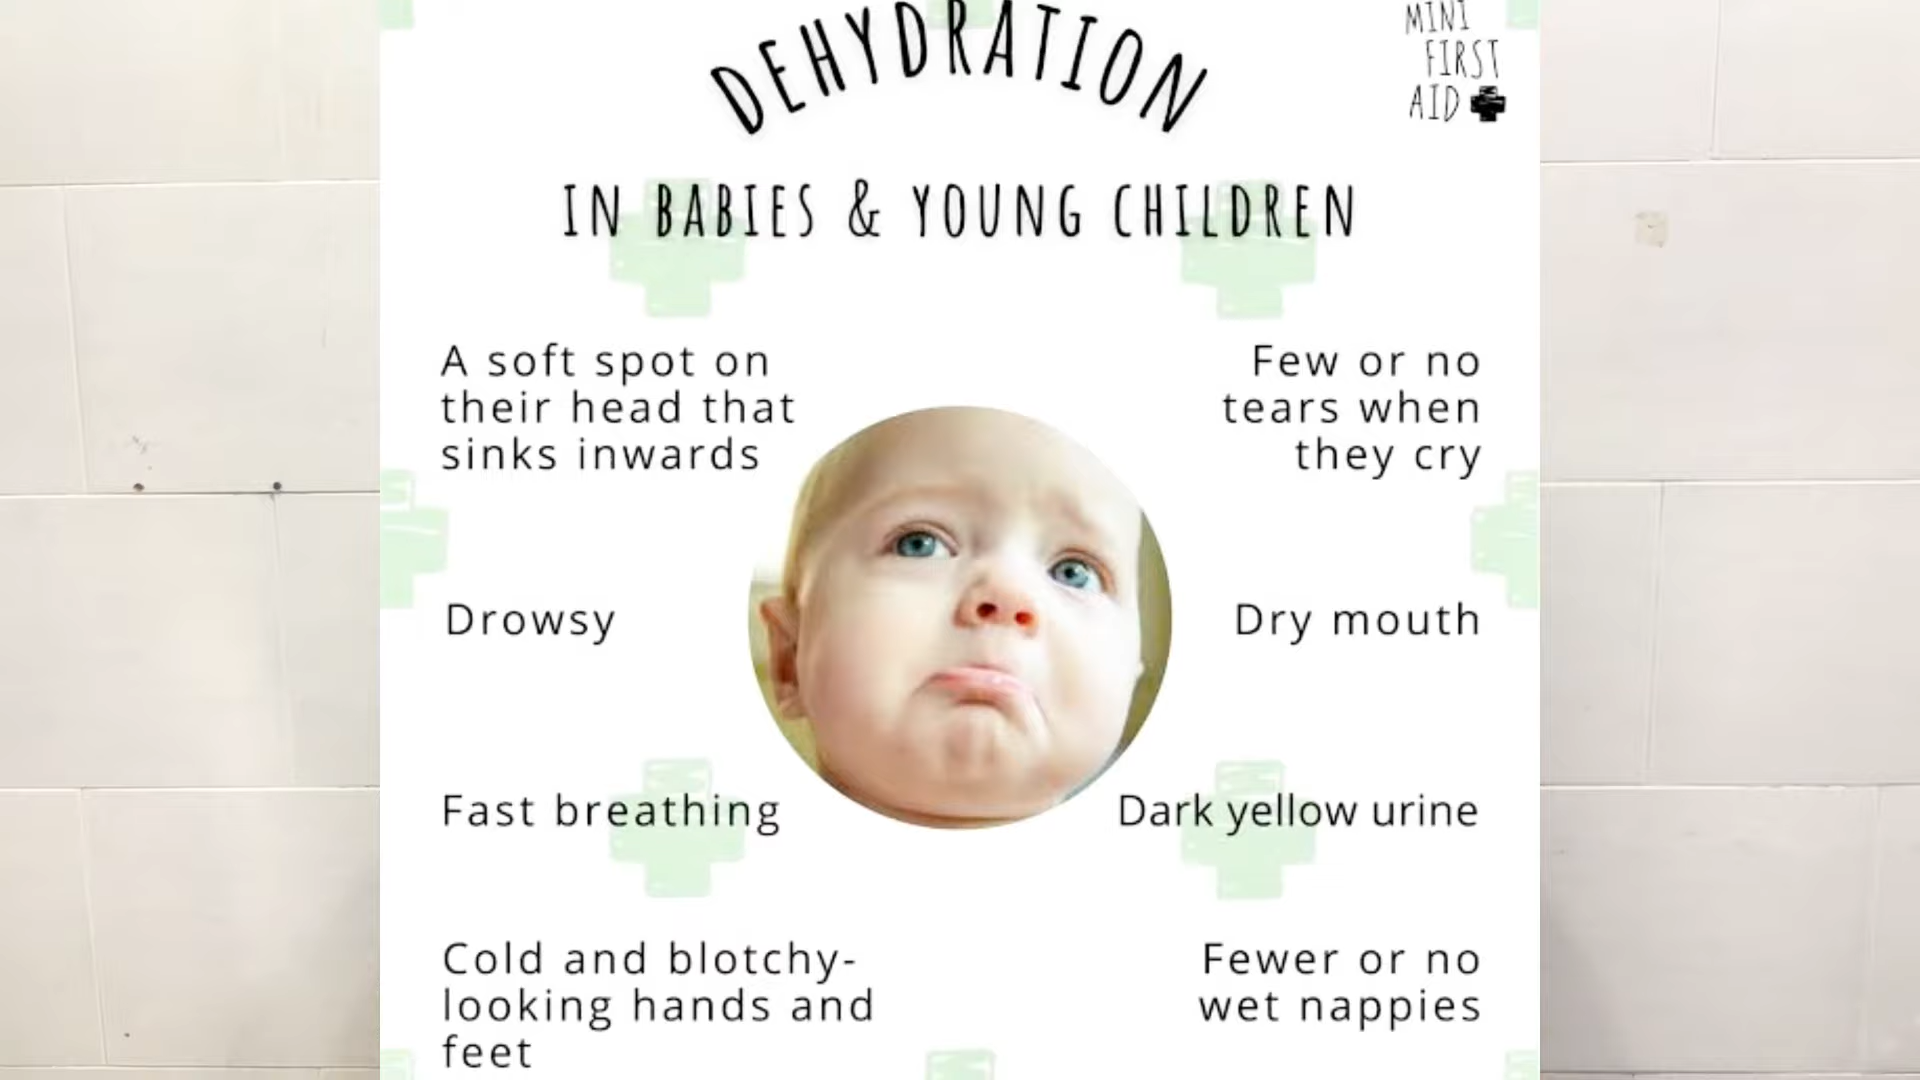 DEHYDRATION
MINI
FIRST
AID
IN BABIES & YOUNG CHILDREN
A soft spot on
their head that
sinks inwards
Few or no
tears when
they cry
Drowsy
Dry mouth
Fast breathing
Dark yellow urine
Cold and blotchy-
looking hands and
feet
Fewer or no
wet nappies